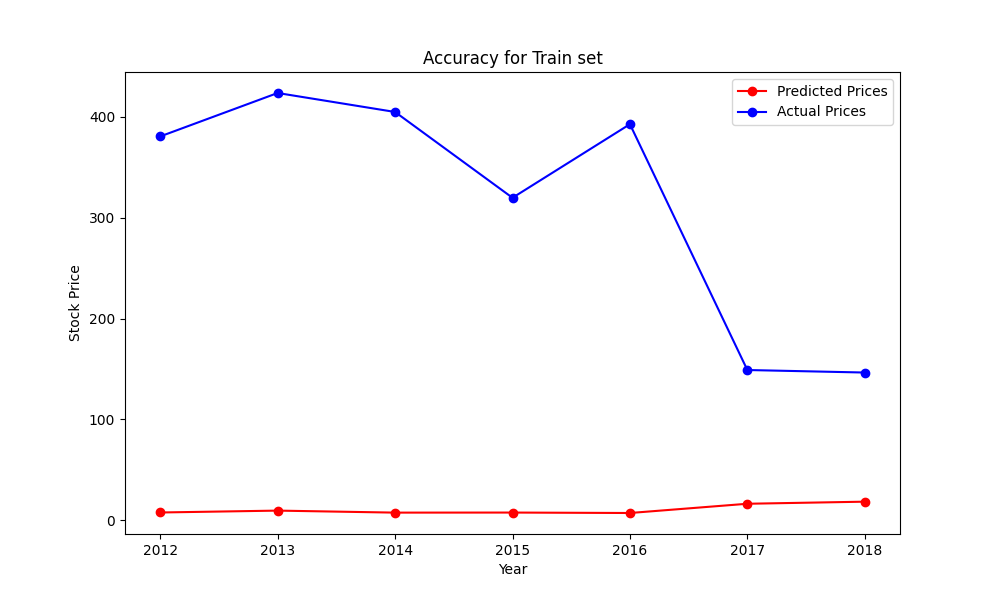 Accuracy for Train set
Predicted Prices
Actual Prices
400
300
200
100
0
Stock Price
2012 2013 2014 2015 2016 2017 2018
Year